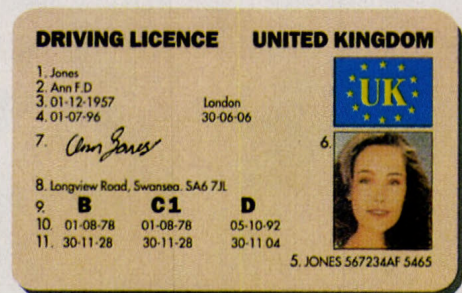 DRIVING LICENCE UNITED KINGDOM
1. Jones
2. Ann F.D
3. 01-12-1957 London
4. 01-07-96 30-06-06
UK
6.
7. Ann Jones
8. Longview Road, Swansea. SA6 7JL
9. B C1 D
10. 01-08-78 01-08-78 05-10-92
11. 30-11-28 30-11-28 30-11 04
5. JONES 567234AF 5465